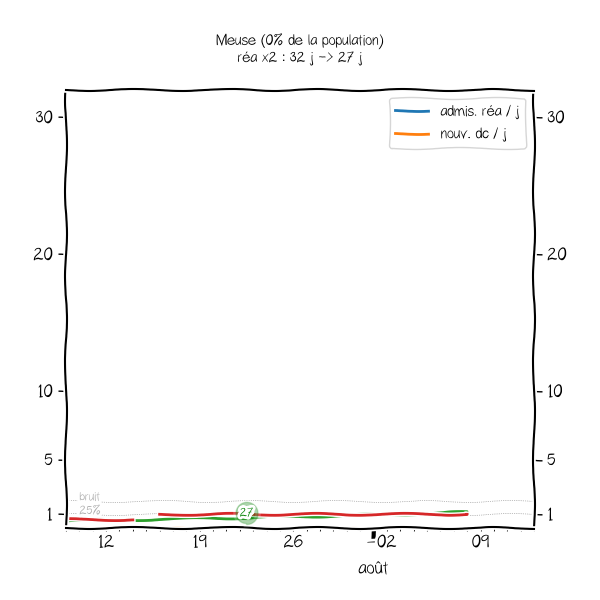 Meuse (0% de la population)
réa x2 : 32 j -> 27 j
admis. réa / j
nouv. dc / j
30
30
20
20
10
10
5
5
bruit
25%
1
1
27
12
19
26
02
09
août